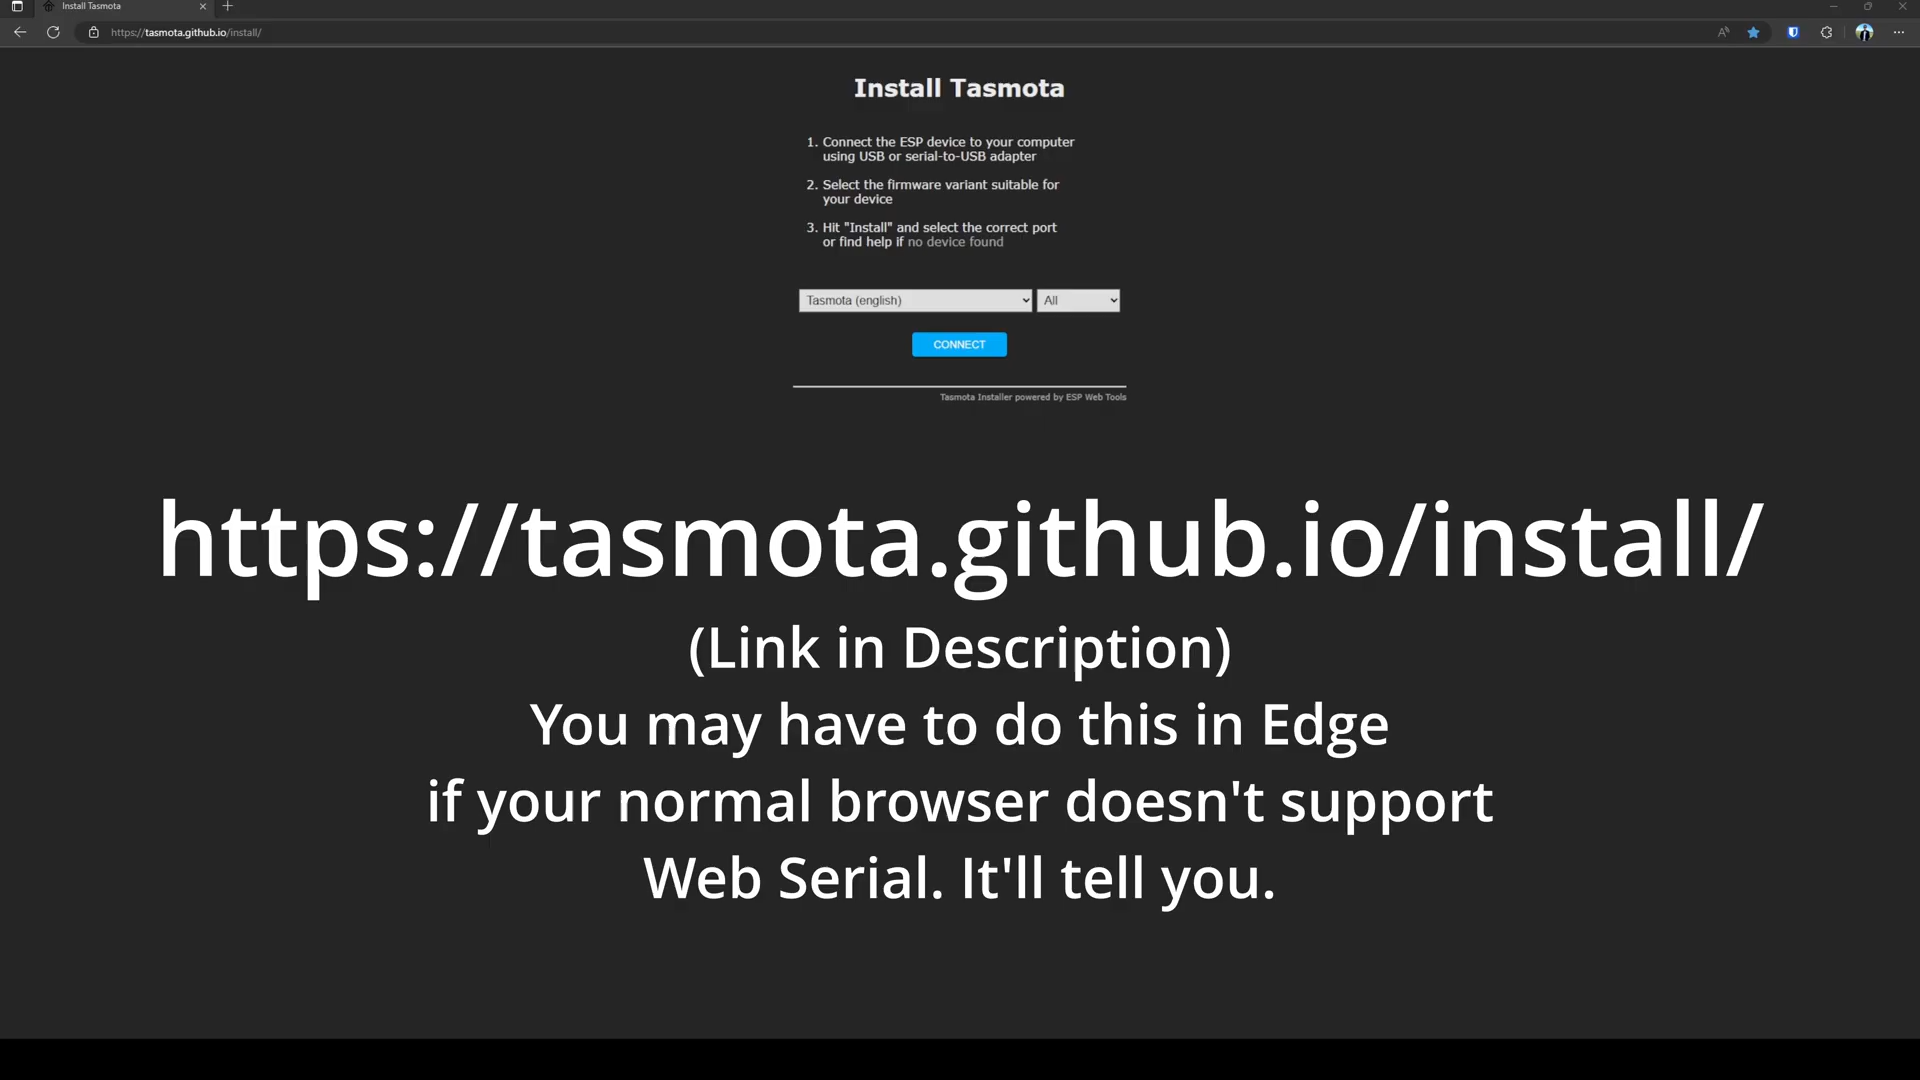 Install Tasmota
https://tasmota.github.io/install/
Install Tasmota
1. Connect the ESP device to your computer
using USB or serial-to-USB adapter
2. Select the firmware variant suitable for
your device
3. Hit "Install" and select the correct port
or find help if no device found
Tasmota (english)
All
CONNECT
Tasmota Installer powered by ESP Web Tools
https://tasmota.github.io/install/
(Link in Description)
You may have to do this in Edge
if your normal browser doesn't support
Web Serial. It'll tell you.